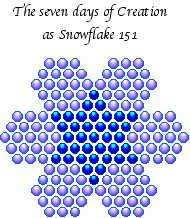 The seven days of Creation
as Snowflake 151